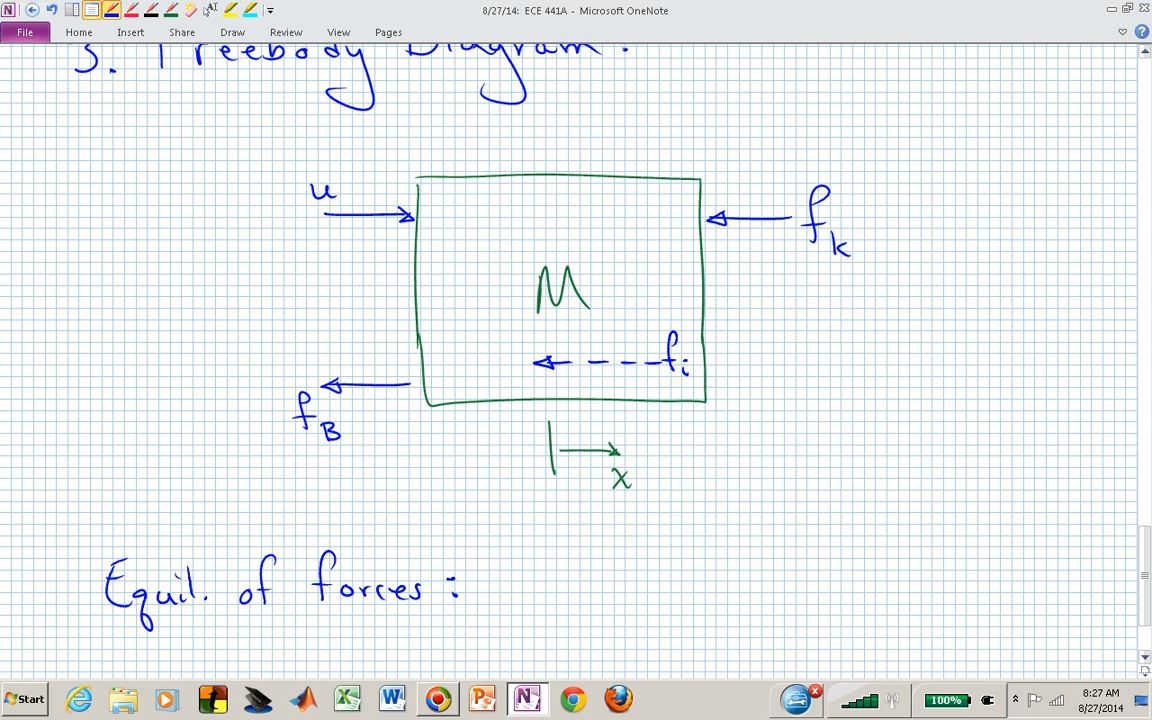 8/27/14: ECE 441A - Microsoft OneNote
File Home Insert Share Draw Review View Pages
3. Freebody Diagram:
u
f k
M
f i
f B
x
Equil. of forces:
Start
100%
8:27 AM
8/27/2014